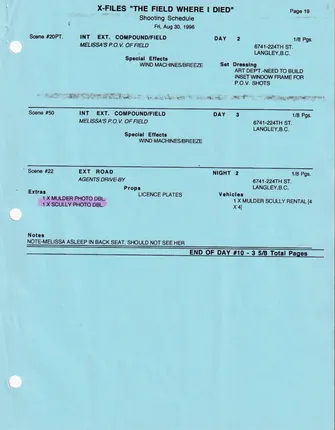 X-FILES "THE FIELD WHERE I DIED" Page 19
Shooting Schedule
Fri, Aug 30, 1996
Scene #20PT. INT EXT. COMPOUND/FIELD DAY 2 1/8 Pgs.
MELISSA'S P.O.V. OF FIELD 6741-224TH ST.
LANGLEY,B.C.
Special Effects Set Dressing
WIND MACHINES/BREEZE ART DEPT.-NEED TO BUILD
INSET WINDOW FRAME FOR
P.O.V. SHOTS
Scene #50 INT EXT. COMPOUND/FIELD DAY 3 1/8 Pgs.
MELISSA'S P.O.V. OF FIELD 6741-224TH ST.
LANGLEY,B.C.
Special Effects
WIND MACHINES/BREEZE
Scene #22 EXT ROAD NIGHT 2 1/8 Pgs.
AGENTS DRIVE-BY 6741-224TH ST.
LANGLEY,B.C.
Extras Props Vehicles
1 X MULDER PHOTO DBL. LICENCE PLATES 1 X MULDER SCULLY RENTAL [4
1 X SCULLY PHOTO DBL. X 4]
Notes
NOTE-MELISSA ASLEEP IN BACK SEAT. SHOULD NOT SEE HER
END OF DAY #10 - 3 5/8 Total Pages